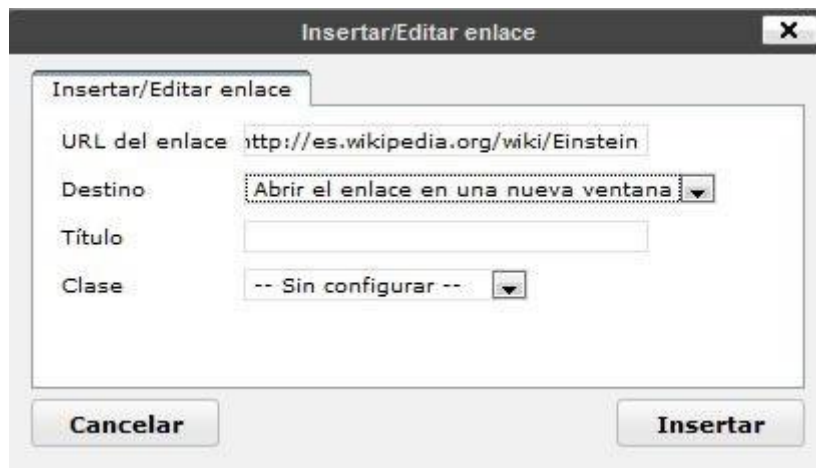 Insertar/Editar enlace
Insertar/Editar enlace
URL del enlace ttp://es.wikipedia.org/wiki/Einstein
Destino Abrir el enlace en una nueva ventana
Título
Clase -- Sin configurar --
Cancelar Insertar